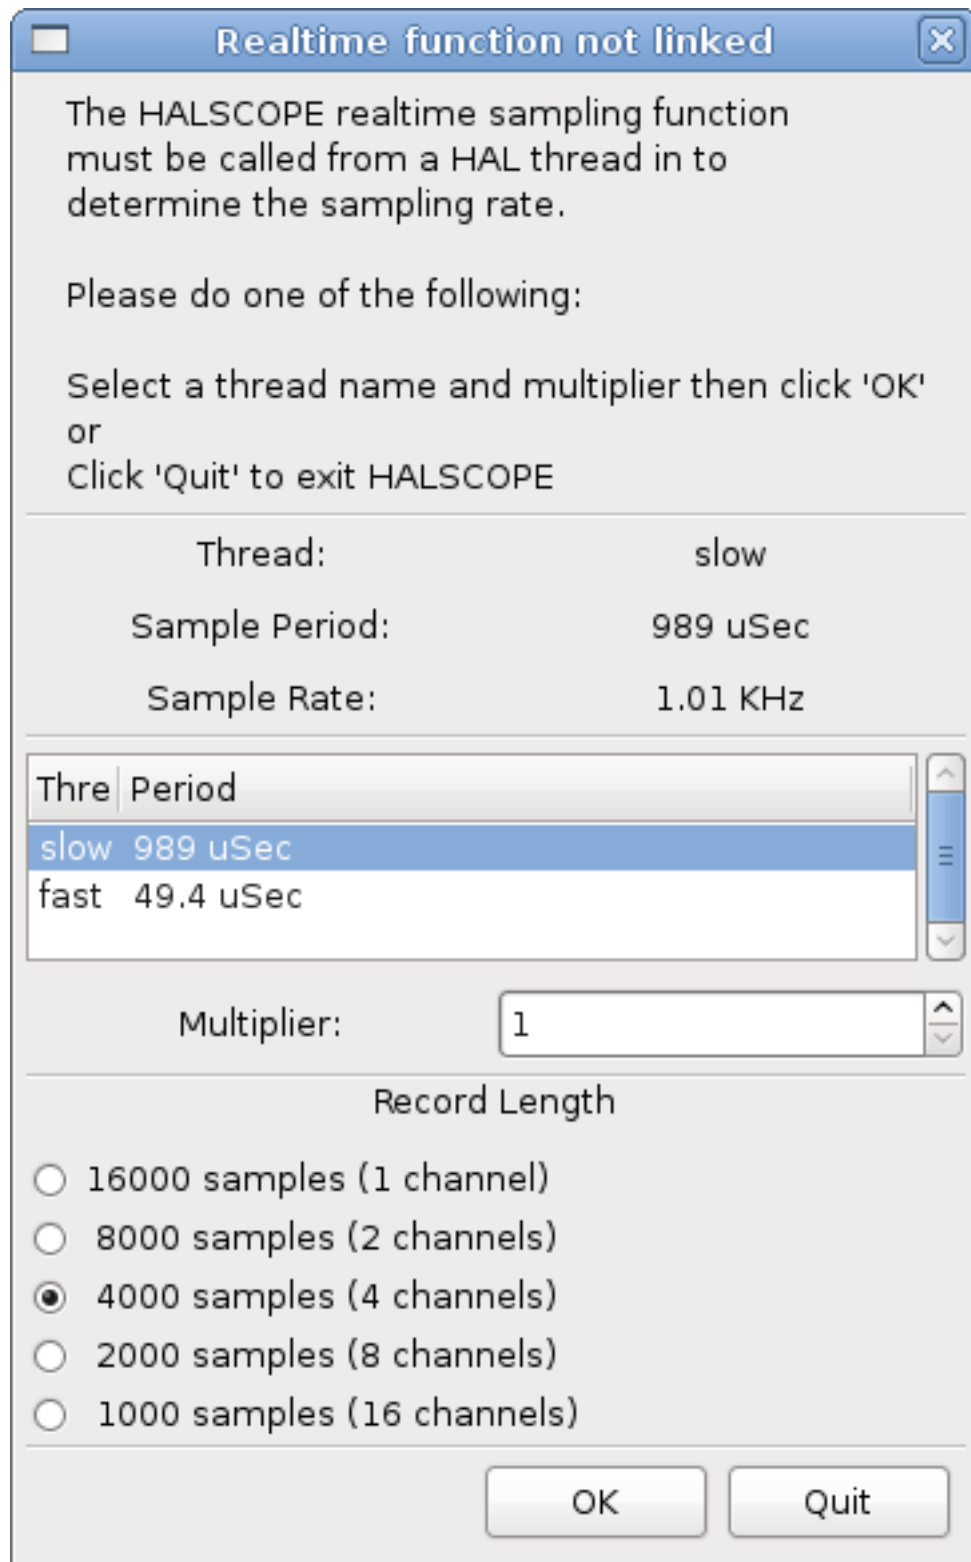 Realtime function not linked
The HALSCOPE realtime sampling function
must be called from a HAL thread in to
determine the sampling rate.
Please do one of the following:
Select a thread name and multiplier then click 'OK'
or
Click 'Quit' to exit HALSCOPE
Thread: slow
Sample Period: 989 uSec
Sample Rate: 1.01 KHz
Thre Period
slow 989 uSec
fast 49.4 uSec
Multiplier: 1
Record Length
16000 samples (1 channel)
8000 samples (2 channels)
4000 samples (4 channels)
2000 samples (8 channels)
1000 samples (16 channels)
OK Quit